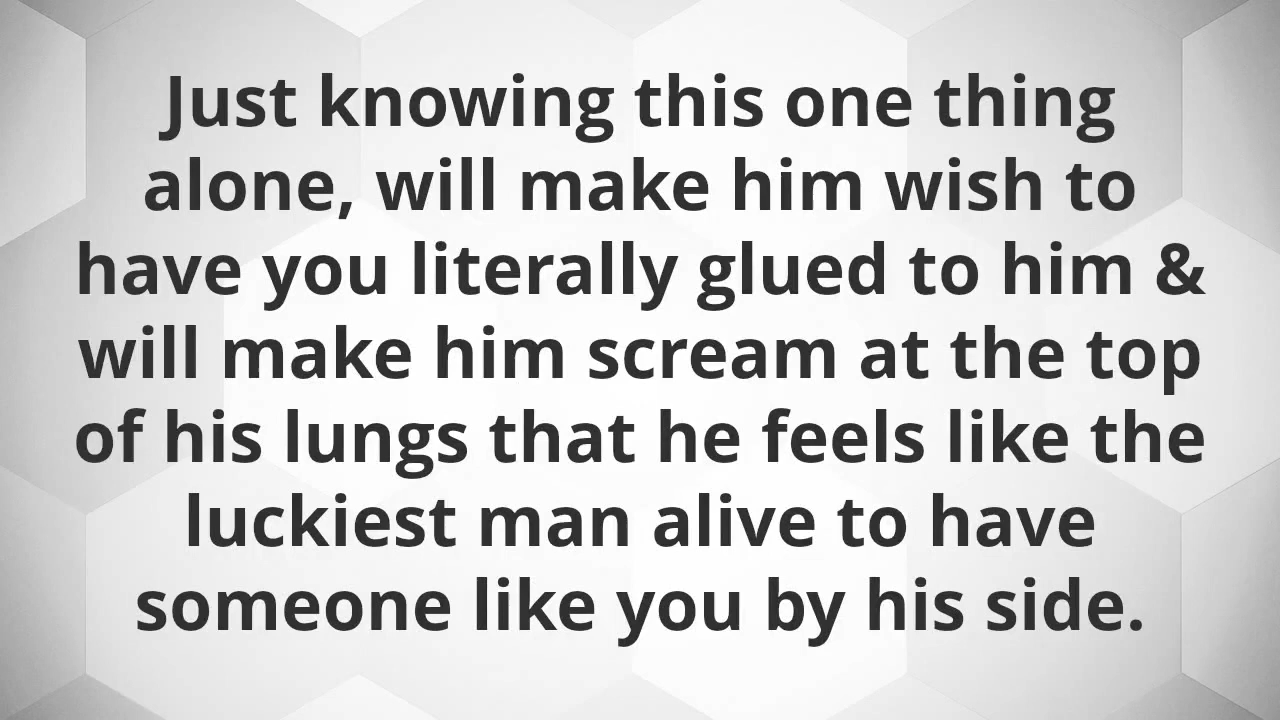 Just knowing this one thing
alone, will make him wish to
have you literally glued to him &
will make him scream at the top
of his lungs that he feels like the
luckiest man alive to have
someone like you by his side.